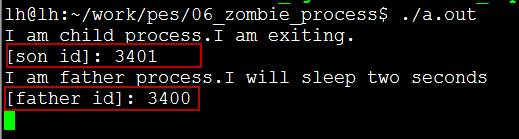 lh@lh:~/work/pes/06_zombie_process$ ./a.out
I am child process.I am exiting.
[son id]: 3401
I am father process.I will sleep two seconds
[father id]: 3400